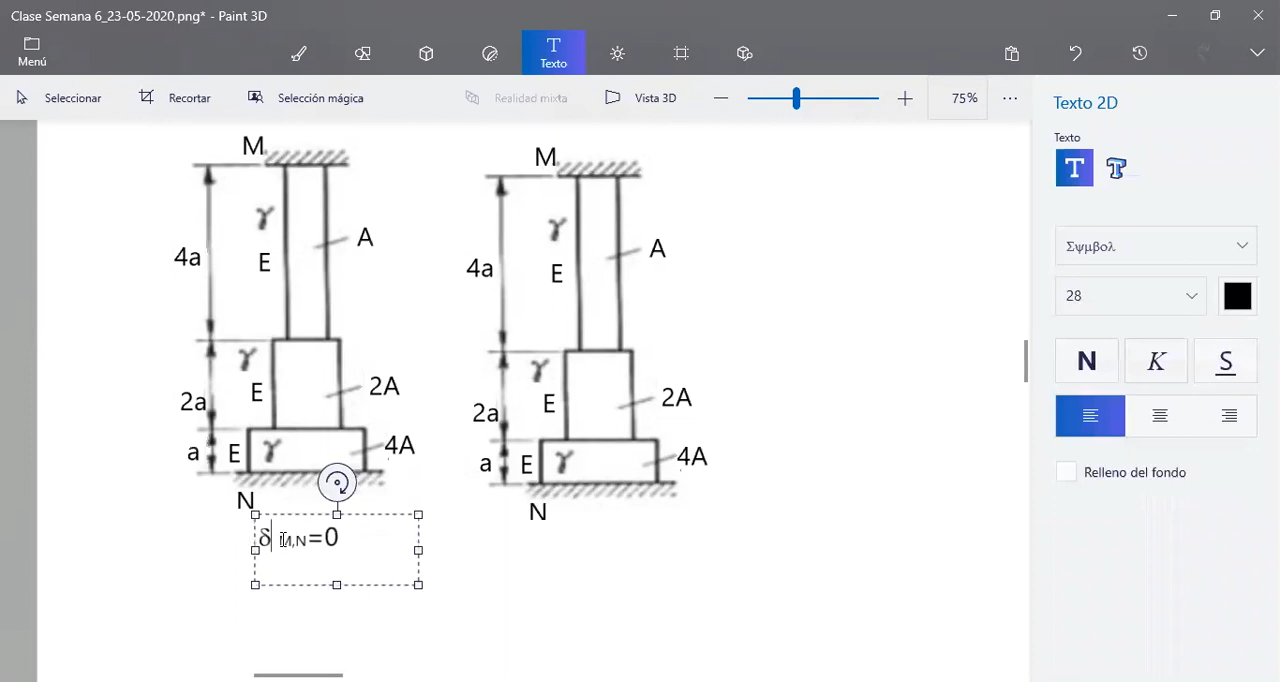 Clase Semana 6_23-05-2020.png* - Paint 3D
Menú
Texto
Seleccionar
Recortar
Selección mágica
Realidad mixta
Vista 3D
75%
Texto 2D
Texto
T
T
Σψμβολ
28
N K S
Relleno del fondo
M
γ
A
4a
E
γ
2a
E
2A
a
E
γ
4A
N
δ M,N=0
M
γ
A
4a
E
γ
2a
E
2A
a
E
γ
4A
N